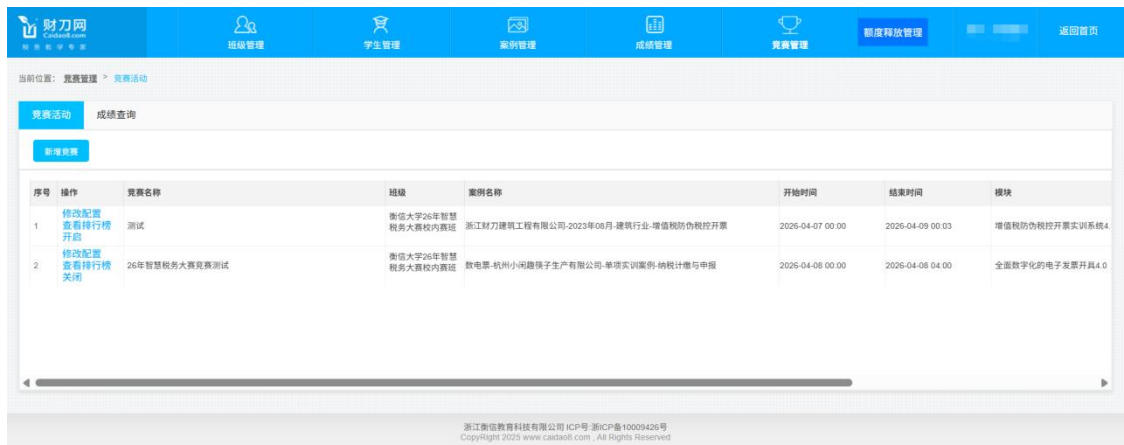 财刀网
Caidao8.com
财务教学专家
班级管理
学生管理
案例管理
成绩管理
竞赛管理
额度释放管理
返回首页
当前位置: 竞赛管理 > 竞赛活动
竞赛活动 成绩查询
新增竞赛
序号 操作 竞赛名称 班级 案例名称 开始时间 结束时间 模块
1 修改配置 查看排行榜 开启 测试 衡信大学26年智慧税务大赛校内赛班 浙江财刀建筑工程有限公司-2023年08月-建筑行业-增值税防伪税控开票 2026-04-07 00:00 2026-04-09 00:03 增值税防伪税控开票实训系统4.
2 修改配置 查看排行榜 关闭 26年智慧税务大赛竞赛测试 衡信大学26年智慧税务大赛校内赛班 数电票-杭州小闲趣筷子生产有限公司-单项实训案例-纳税计缴与申报 2026-04-08 00:00 2026-04-08 04:00 全面数字化的电子发票开具4.0
浙江衡信教育科技有限公司 ICP号:浙ICP备10009426号
CopyRight 2025 www.caidao8.com , All Rights Reserved